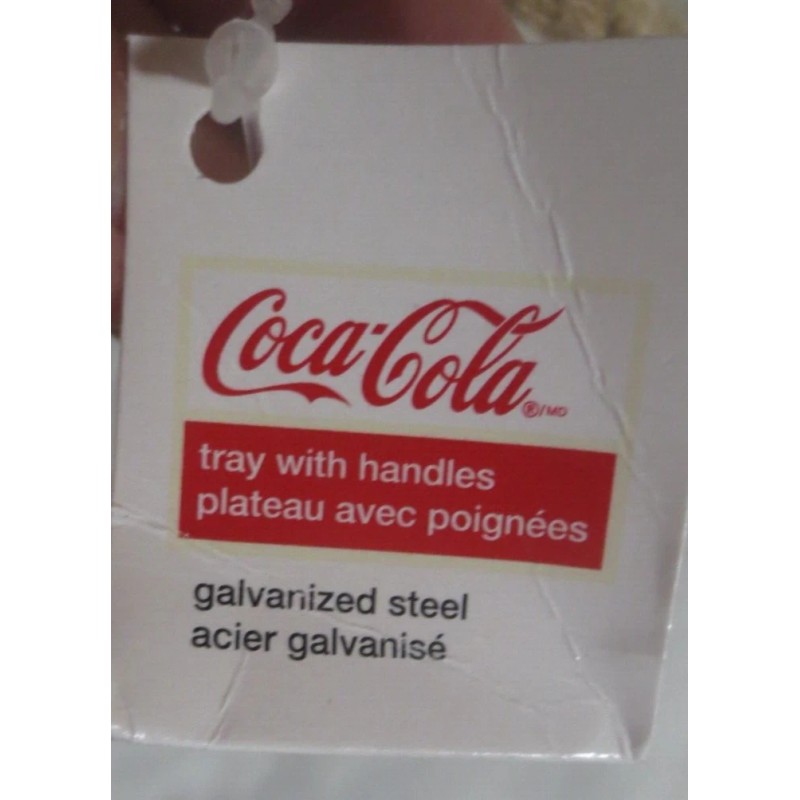 Coca-Cola ®/MD
tray with handles
plateau avec poignées
galvanized steel
acier galvanisé